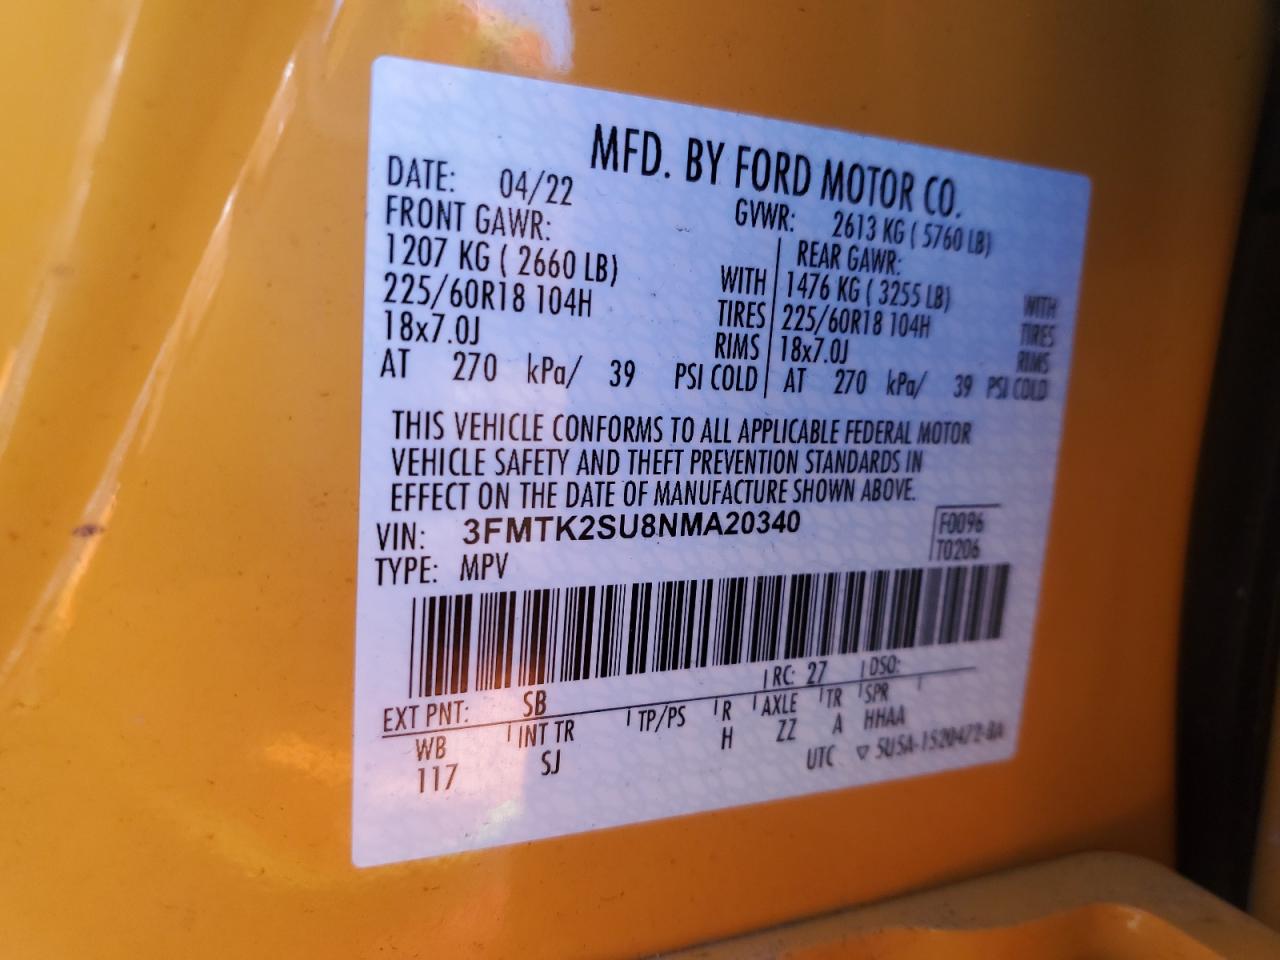 MFD. BY FORD MOTOR CO.
DATE: 04/22 GVWR: 2613 KG ( 5760 LB)
FRONT GAWR: REAR GAWR:
1207 KG ( 2660 LB) WITH 1476 KG ( 3255 LB) WITH
225/60R18 104H TIRES 225/60R18 104H TIRES
18x7.0J RIMS 18x7.0J RIMS
AT 270 kPa/ 39 PSI COLD AT 270 kPa/ 39 PSI COLD
THIS VEHICLE CONFORMS TO ALL APPLICABLE FEDERAL MOTOR
VEHICLE SAFETY AND THEFT PREVENTION STANDARDS IN
EFFECT ON THE DATE OF MANUFACTURE SHOWN ABOVE.
VIN: 3FMTK2SU8NMA20340 F0096
TYPE: MPV T0206
EXT PNT: SB RC: 27 DSO:
WB INT TR TP/PS R AXLE TR SPR
117 SJ H ZZ A HHAA
UTC ▽ 5U5A-1520472-BA